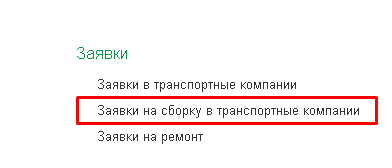 Заявки
Заявки в транспортные компании
Заявки на сборку в транспортные компании
Заявки на ремонт